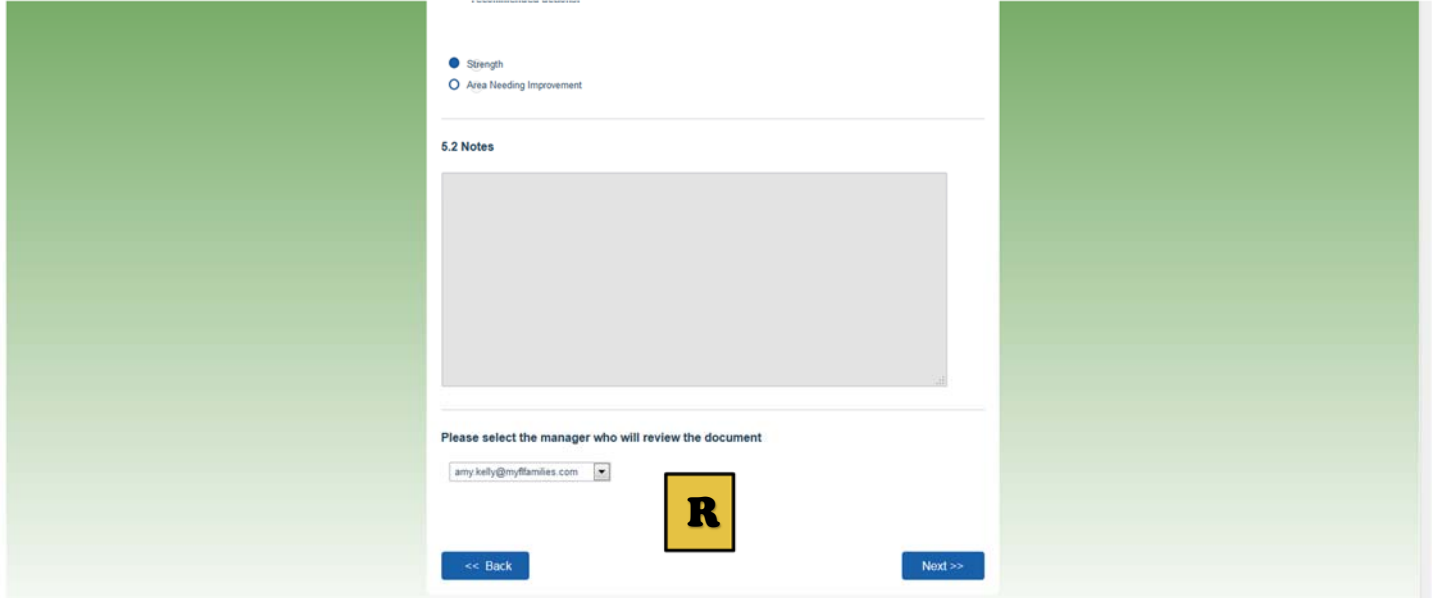 Strength
Area Needing Improvement
5.2 Notes
Please select the manager who will review the document
amy.kelly@myflfamilies.com
R
<< Back
Next >>